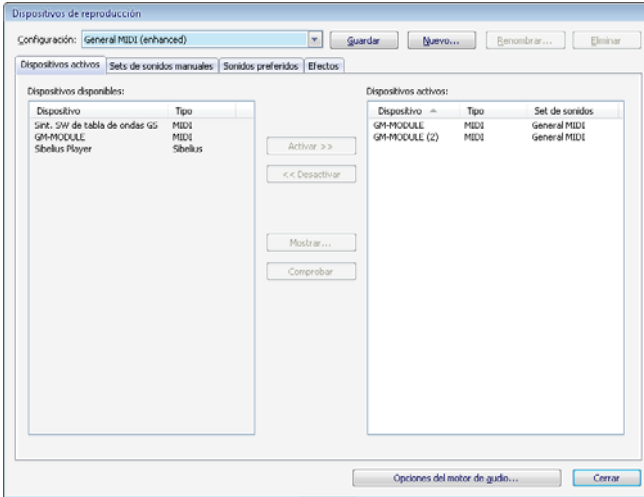 Dispositivos de reproducción
Configuración: General MIDI (enhanced) Guardar Nuevo... Renombrar... Eliminar
Dispositivos activos Sets de sonidos manuales Sonidos preferidos Efectos
Dispositivos disponibles: Dispositivos activos:
Dispositivo Tipo Dispositivo Tipo Set de sonidos
Sint. SW de tabla de ondas GS MIDI GM-MODULE MIDI General MIDI
GM-MODULE MIDI GM-MODULE (2) MIDI General MIDI
Sibelius Player Sibelius
Activar >>
<< Desactivar
Mostrar...
Comprobar
Opciones del motor de audio... Cerrar